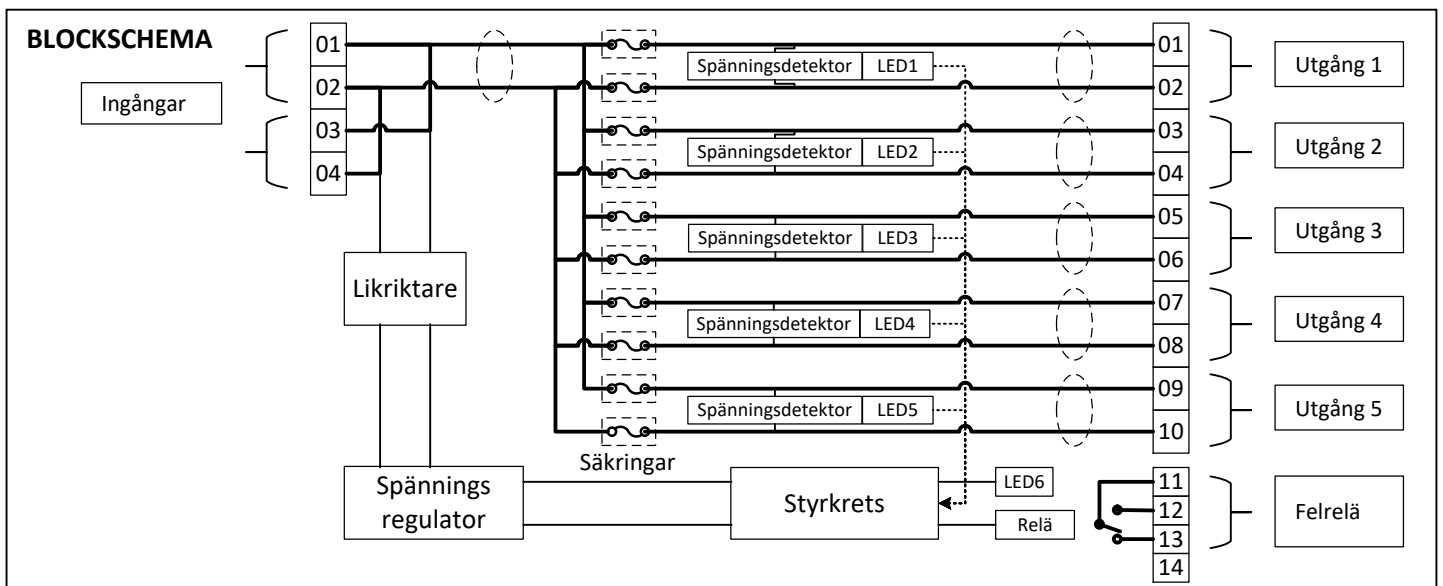 BLOCKSCHEMA
Ingångar
01
02
03
04
Likriktare
Spännings
regulator
Säkringar
Spänningsdetektor LED1
Spänningsdetektor LED2
Spänningsdetektor LED3
Spänningsdetektor LED4
Spänningsdetektor LED5
Styrkrets
LED6
Relä
01
02
03
04
05
06
07
08
09
10
11
12
13
14
Utgång 1
Utgång 2
Utgång 3
Utgång 4
Utgång 5
Felrelä